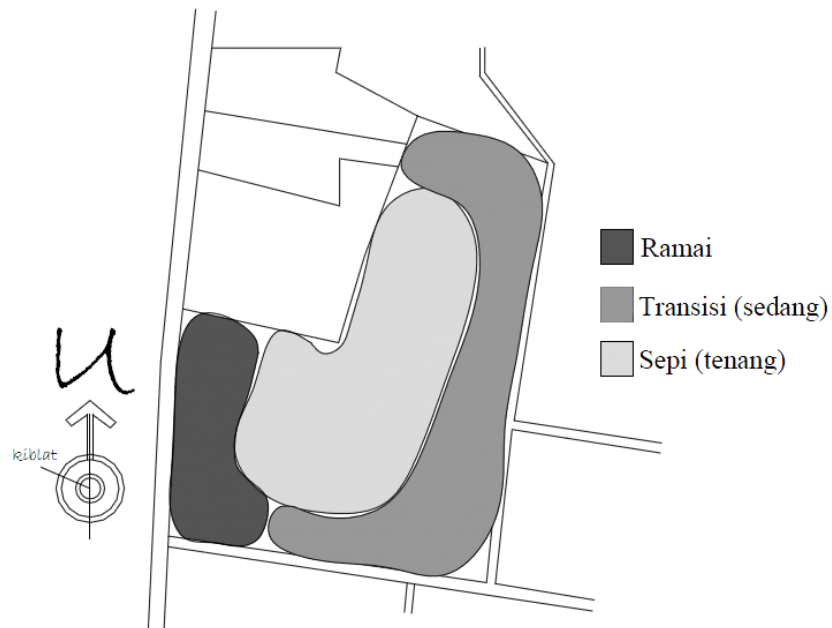 U
kiblat
Ramai
Transisi (sedang)
Sepi (tenang)